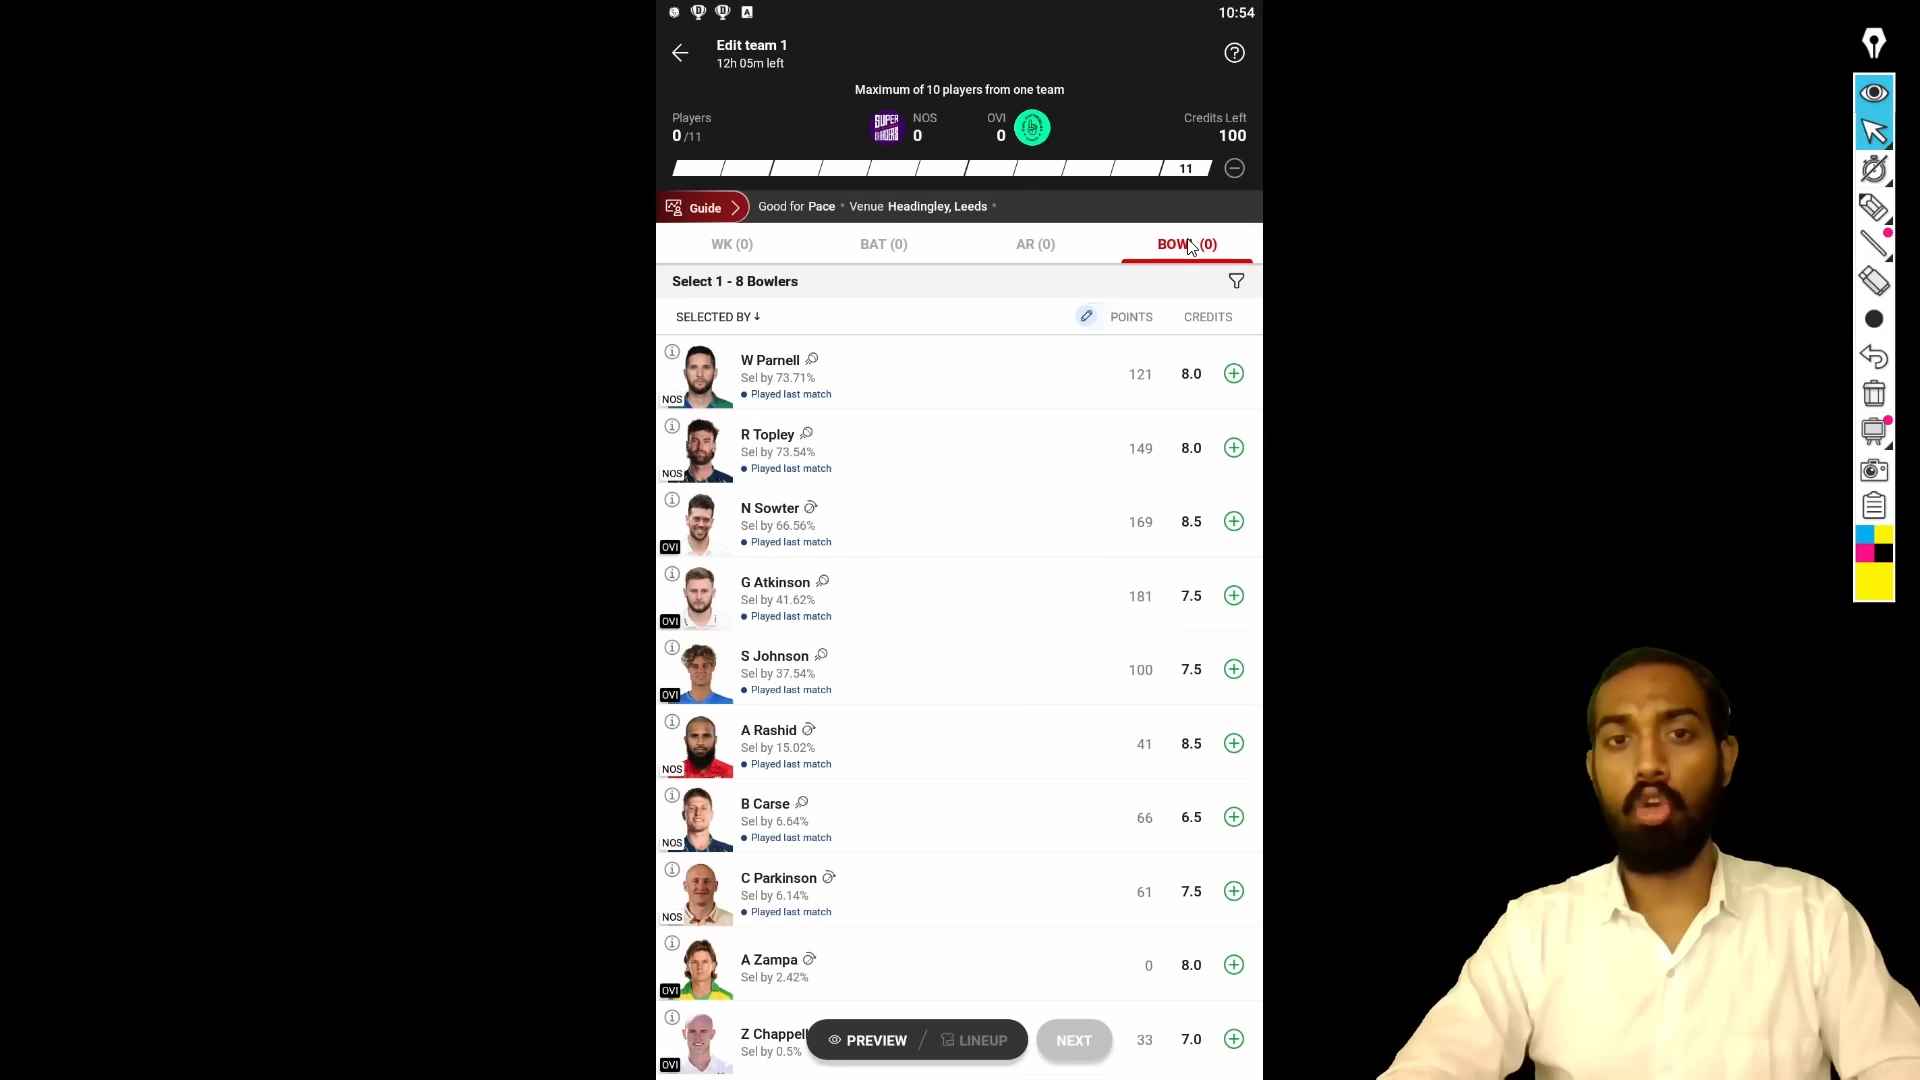 10:54
Edit team 1
12h 05m left
Maximum of 10 players from one team
Players
0 /11
SUPER
NOS
0
OVI
0
Credits Left
100
11
Guide
Good for Pace • Venue Headingley, Leeds •
WK (0)
BAT (0)
AR (0)
BOWL (0)
Select 1 - 8 Bowlers
SELECTED BY ↓
POINTS
CREDITS
W Parnell
Sel by 73.71%
Played last match
NOS
121
8.0
R Topley
Sel by 73.54%
Played last match
NOS
149
8.0
N Sowter
Sel by 66.56%
Played last match
OVI
169
8.5
G Atkinson
Sel by 41.62%
Played last match
OVI
181
7.5
S Johnson
Sel by 37.54%
Played last match
OVI
100
7.5
A Rashid
Sel by 15.02%
Played last match
NOS
41
8.5
B Carse
Sel by 6.64%
Played last match
NOS
66
6.5
C Parkinson
Sel by 6.14%
Played last match
NOS
61
7.5
A Zampa
Sel by 2.42%
OVI
0
8.0
Z Chappell
Sel by 0.5%
OVI
33
7.0
PREVIEW
LINEUP
NEXT